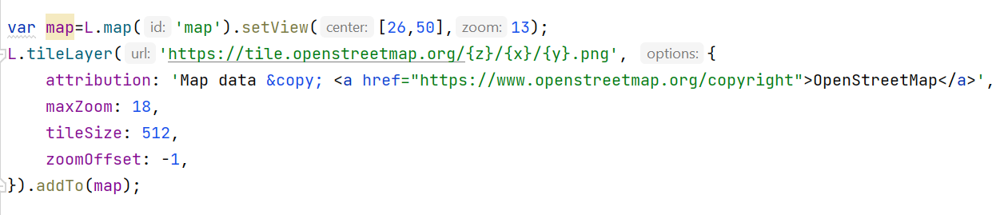 var map=L.map( id: 'map').setView( center: [26,50], zoom: 13);
L.tileLayer( url: 'https://tile.openstreetmap.org/{z}/{x}/{y}.png', options: {
    attribution: 'Map data &copy; <a href="https://www.openstreetmap.org/copyright">OpenStreetMap</a>',
    maxZoom: 18,
    tileSize: 512,
    zoomOffset: -1,
}).addTo(map);